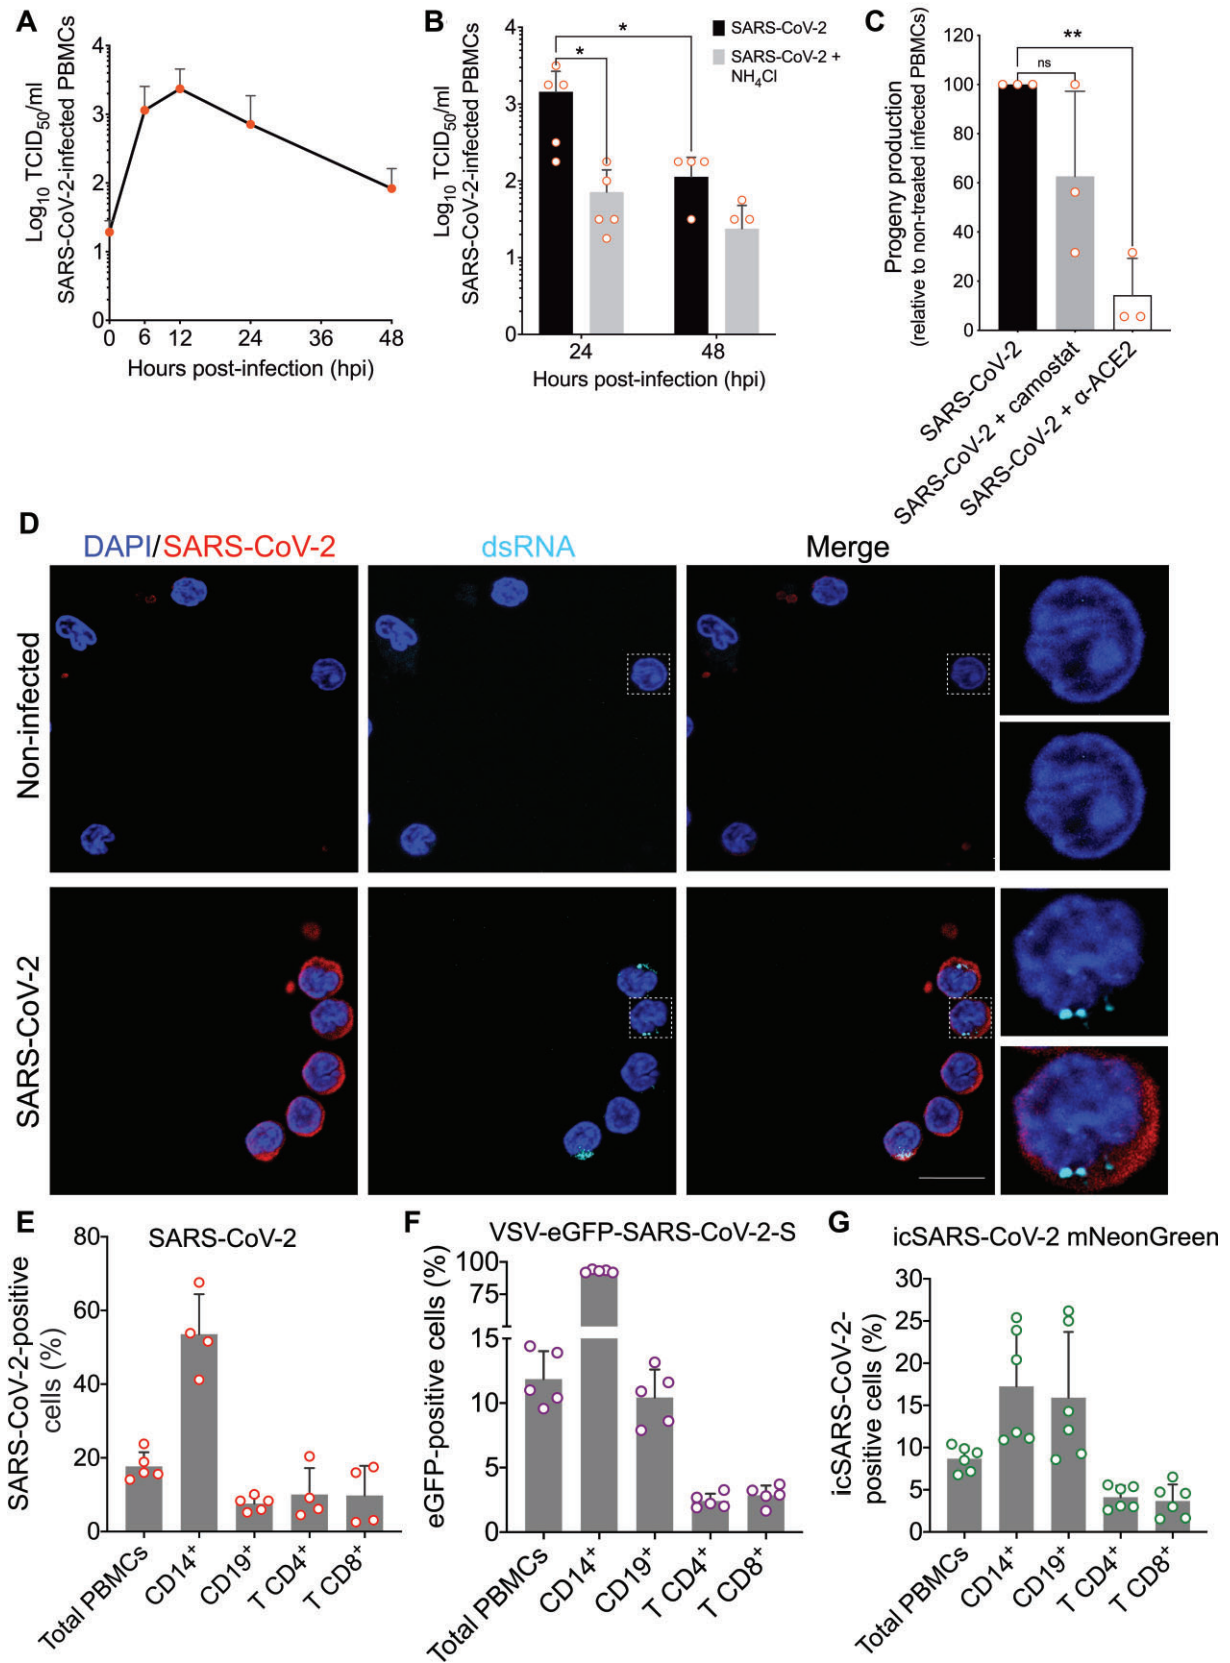 A
Log10 TCID50/ml
SARS-CoV-2-infected PBMCs
4
3
2
1
0
0 6 12 24 36 48
Hours post-infection (hpi)
B
Log10 TCID50/ml
SARS-CoV-2-infected PBMCs
4
3
2
1
0
*
*
SARS-CoV-2
SARS-CoV-2 +
NH4Cl
24 48
Hours post-infection (hpi)
C
Progeny production
(relative to non-treated infected PBMCs)
120
100
80
60
40
20
0
**
ns
SARS-CoV-2
SARS-CoV-2 + camostat
SARS-CoV-2 + α-ACE2
D
DAPI/SARS-CoV-2
dsRNA
Merge
Non-infected
SARS-CoV-2
E
SARS-CoV-2
SARS-CoV-2-positive
cells (%)
80
60
40
20
0
Total PBMCs
CD14+
CD19+
T CD4+
T CD8+
F
VSV-eGFP-SARS-CoV-2-S
eGFP-positive cells (%)
100
75
15
10
5
0
Total PBMCs
CD14+
CD19+
T CD4+
T CD8+
G
icSARS-CoV-2 mNeonGreen
icSARS-CoV-2-
positive cells (%)
30
25
20
15
10
5
0
Total PBMCs
CD14+
CD19+
T CD4+
T CD8+